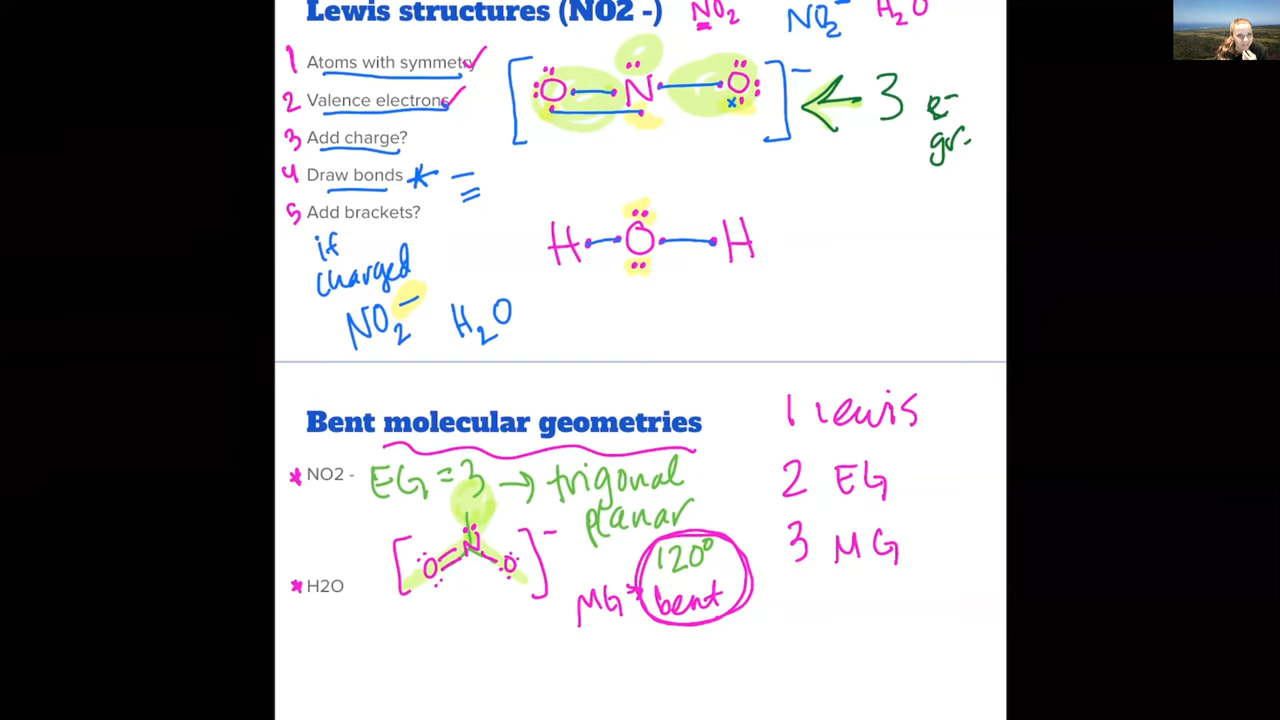 Lewis structures (NO2 -)
NO2 NO2- H2O
1 Atoms with symmetry
2 Valence electrons
3 Add charge?
4 Draw bonds * - =
5 Add brackets?
if
charged
NO2- H2O
[O N O]- ← 3 e-
gr.
H O H
Bent molecular geometries
1 Lewis
2 EG
3 MG
* NO2 - EG = 3 → trigonal
planar
[O N O]-
120°
MG → bent
* H2O